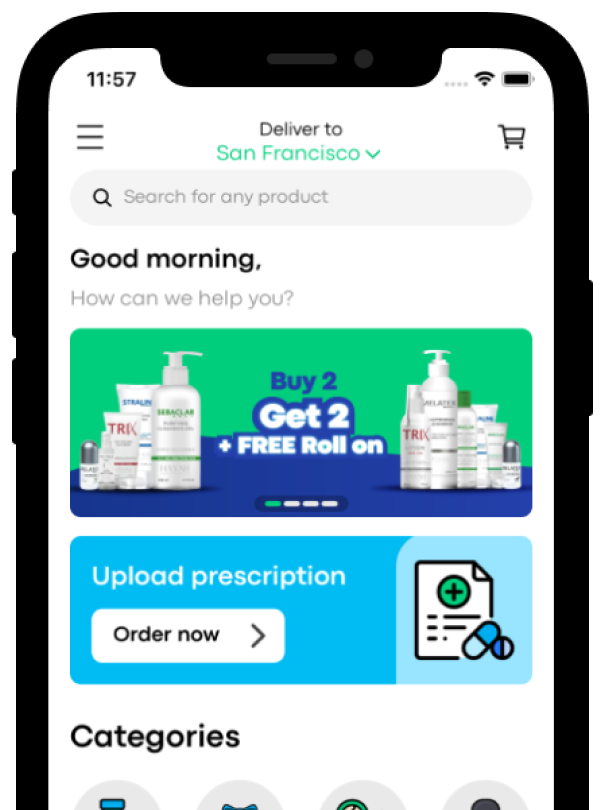 11:57
Deliver to
San Francisco
Search for any product
Good morning,
How can we help you?
Buy 2
Get 2
+ FREE Roll on
STRALINE
SEBACLAR
TRIX
MELATEX
TRIX
Upload prescription
Order now
Categories